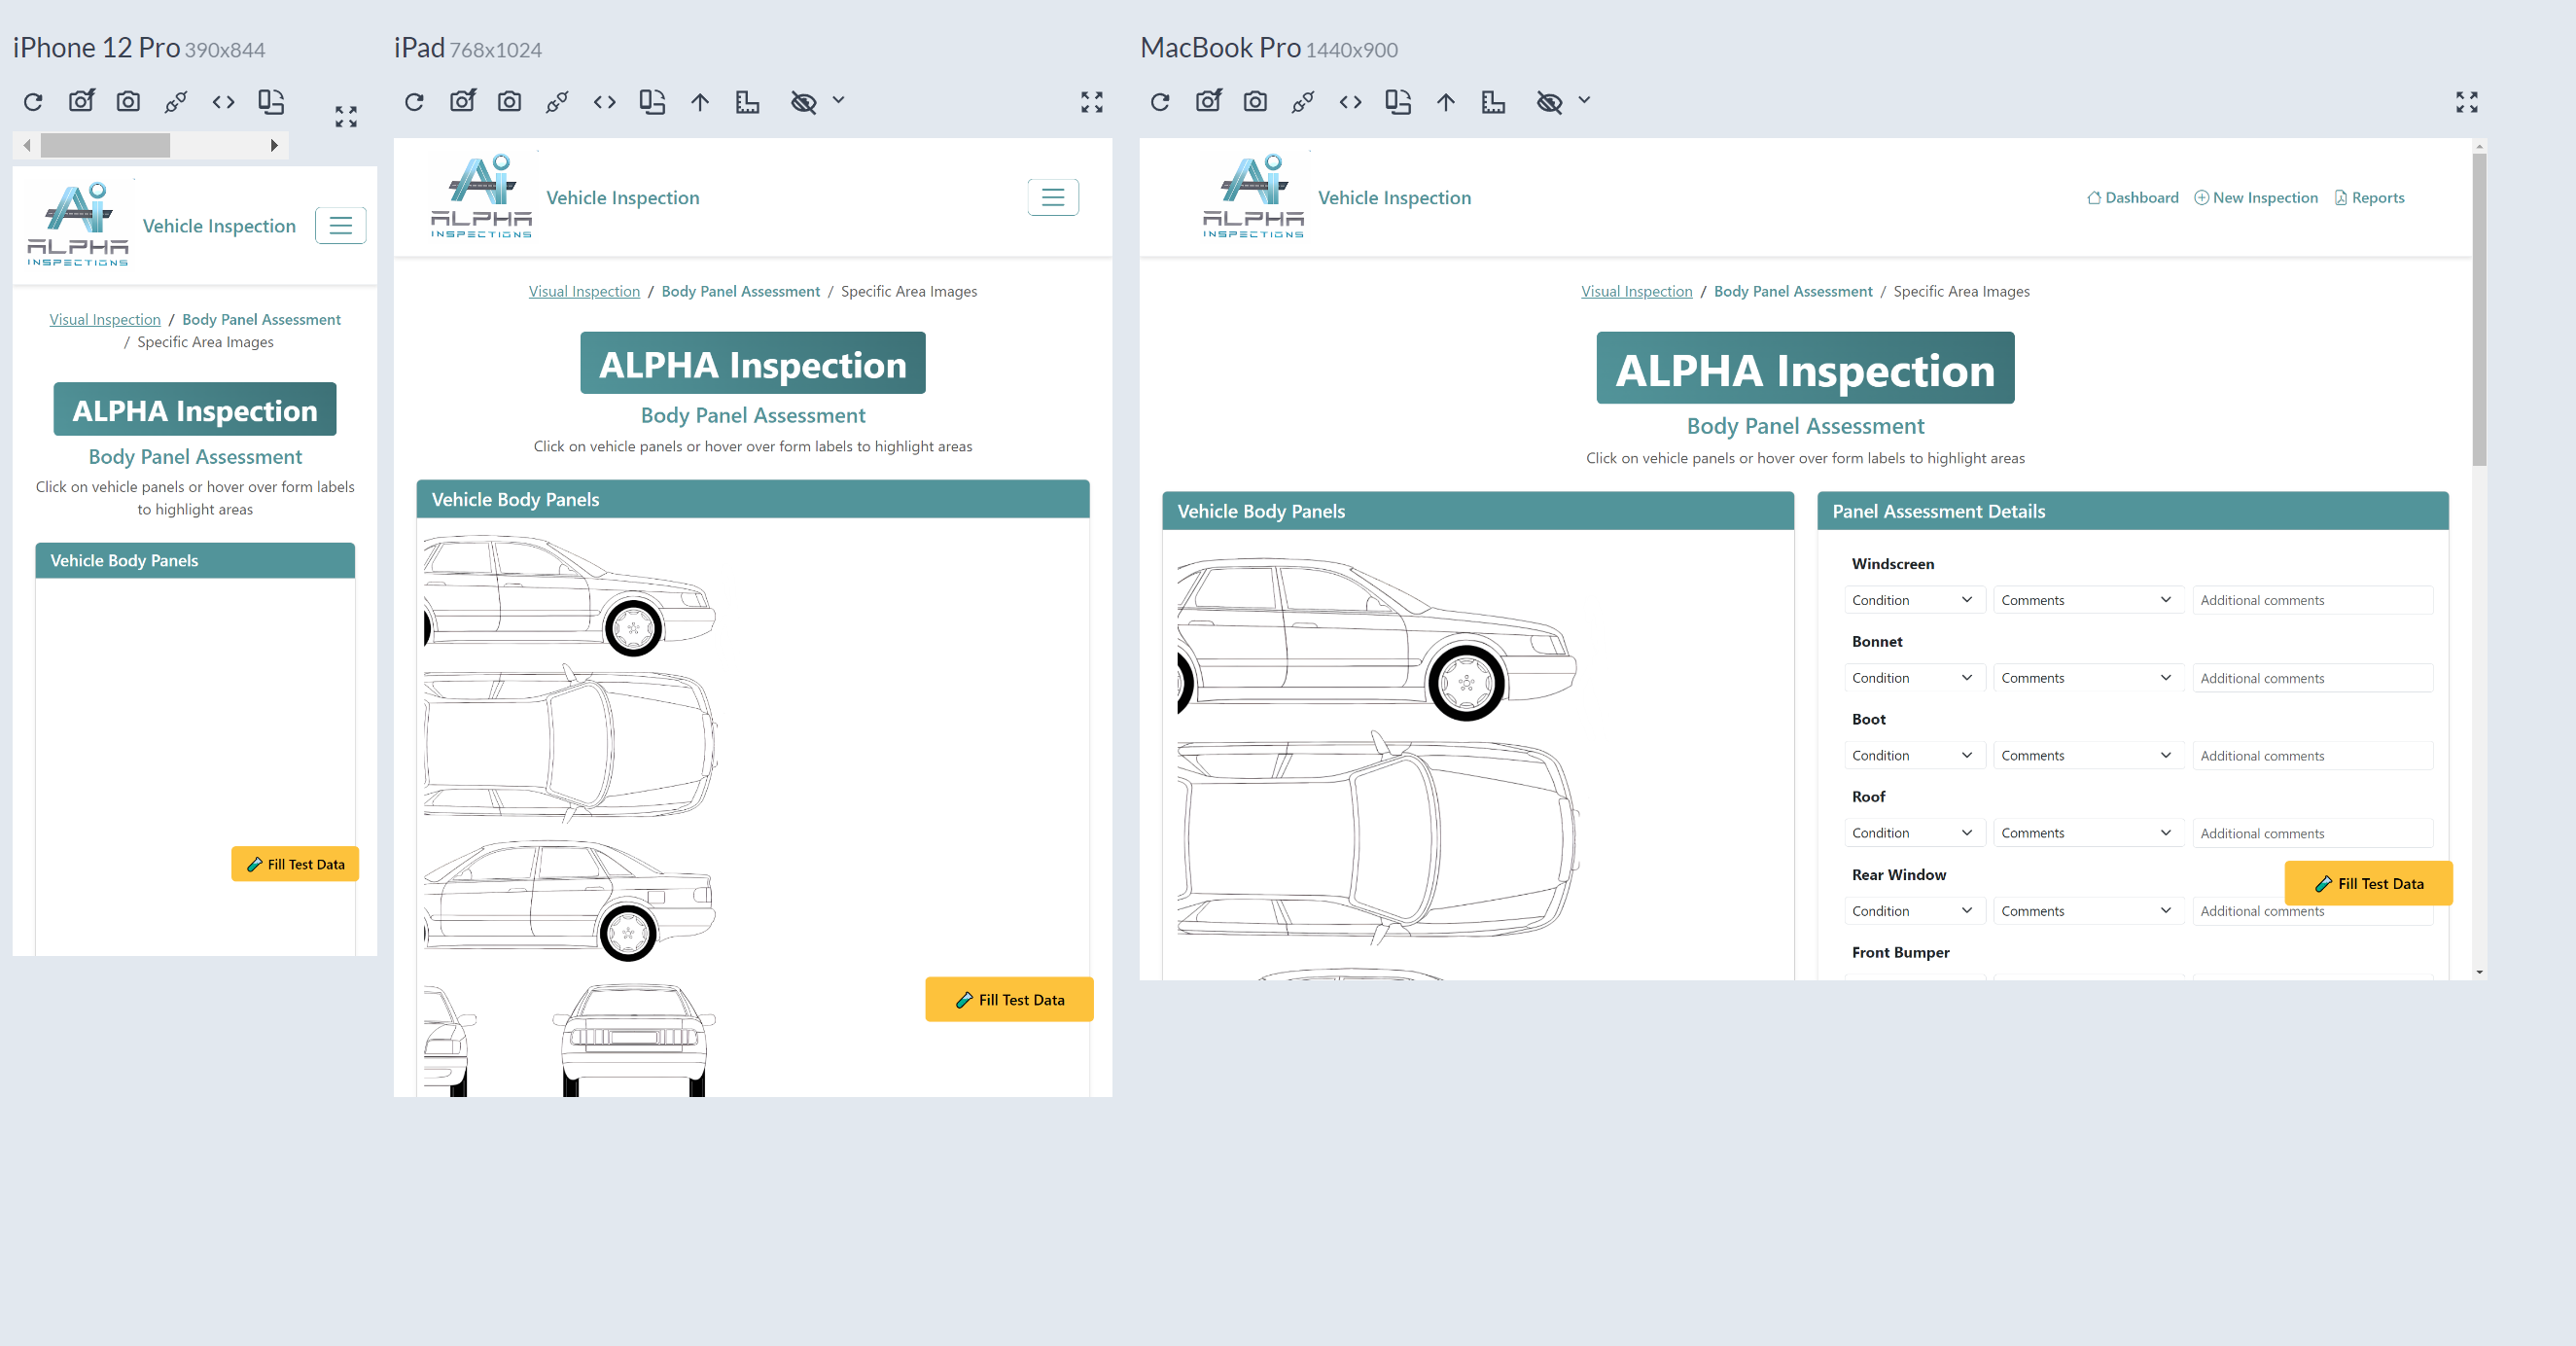 iPhone 12 Pro 390x844
Ai
ALPHA
INSPECTIONS
Vehicle Inspection
Visual Inspection / Body Panel Assessment
/ Specific Area Images
ALPHA Inspection
Body Panel Assessment
Click on vehicle panels or hover over form labels
to highlight areas
Vehicle Body Panels
Fill Test Data
iPad 768x1024
Ai
ALPHA
INSPECTIONS
Vehicle Inspection
Visual Inspection / Body Panel Assessment / Specific Area Images
ALPHA Inspection
Body Panel Assessment
Click on vehicle panels or hover over form labels to highlight areas
Vehicle Body Panels
Fill Test Data
MacBook Pro 1440x900
Ai
ALPHA
INSPECTIONS
Vehicle Inspection
Dashboard New Inspection Reports
Visual Inspection / Body Panel Assessment / Specific Area Images
ALPHA Inspection
Body Panel Assessment
Click on vehicle panels or hover over form labels to highlight areas
Vehicle Body Panels
Panel Assessment Details
Windscreen
Condition Comments Additional comments
Bonnet
Condition Comments Additional comments
Boot
Condition Comments Additional comments
Roof
Condition Comments Additional comments
Rear Window
Fill Test Data
Condition Comments Additional comments
Front Bumper